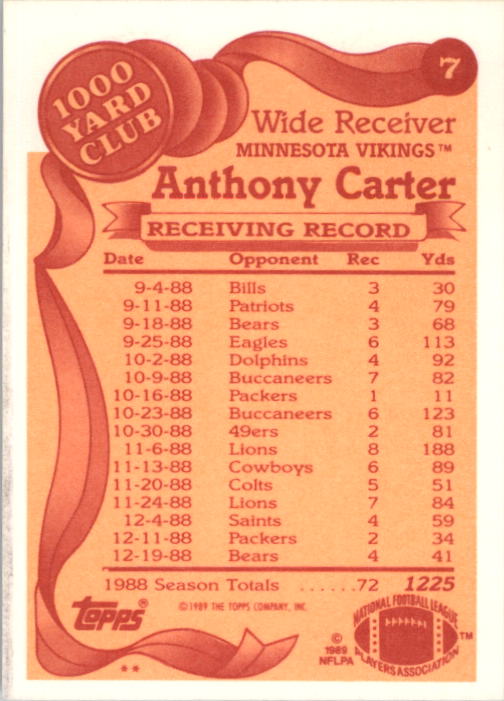 7
1000
YARD
CLUB
Wide Receiver
MINNESOTA VIKINGS™
Anthony Carter
RECEIVING RECORD
Date Opponent Rec Yds
9-4-88 Bills 3 30
9-11-88 Patriots 4 79
9-18-88 Bears 3 68
9-25-88 Eagles 6 113
10-2-88 Dolphins 4 92
10-9-88 Buccaneers 7 82
10-16-88 Packers 1 11
10-23-88 Buccaneers 6 123
10-30-88 49ers 2 81
11-6-88 Lions 8 188
11-13-88 Cowboys 6 89
11-20-88 Colts 5 51
11-24-88 Lions 7 84
12-4-88 Saints 4 59
12-11-88 Packers 2 34
12-19-88 Bears 4 41
1988 Season Totals ......72 1225
TOPPS®
©1989 THE TOPPS COMPANY, INC.
© 1989 NFLPA
NATIONAL FOOTBALL LEAGUE
PLAYERS ASSOCIATION™
**